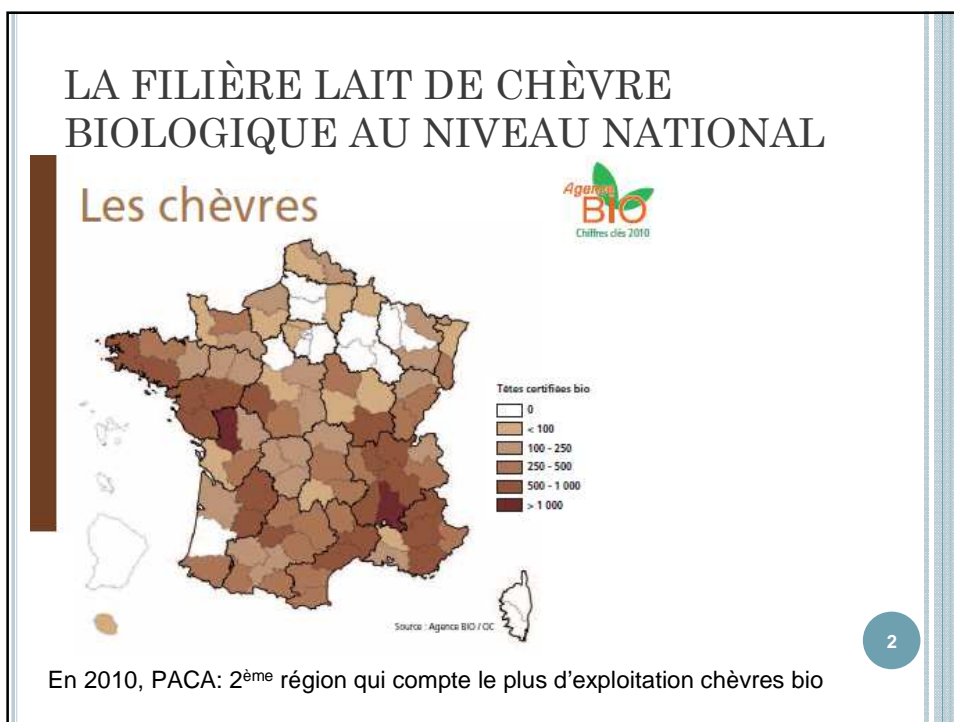 LA FILIÈRE LAIT DE CHÈVRE
BIOLOGIQUE AU NIVEAU NATIONAL
Les chèvres
Agence
BIO
Chiffres clés 2010
Têtes certifiées bio
0
< 100
100 - 250
250 - 500
500 - 1 000
> 1 000
Source : Agence BIO / OC
2
En 2010, PACA: 2ème région qui compte le plus d'exploitation chèvres bio